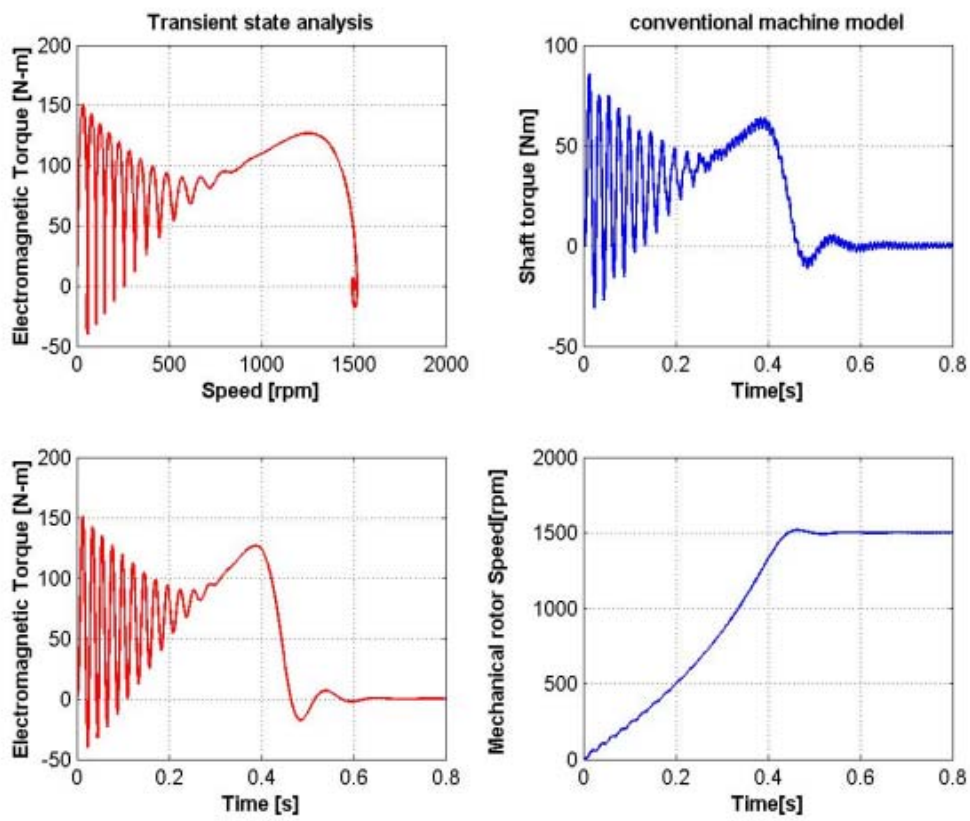 Transient state analysis
Electromagnetic Torque [N-m]
200
150
100
50
0
-50
0 500 1000 1500 2000
Speed [rpm]
conventional machine model
Shaft torque [Nm]
100
50
0
-50
0 0.2 0.4 0.6 0.8
Time[s]
Electromagnetic Torque [N-m]
200
150
100
50
0
-50
0 0.2 0.4 0.6 0.8
Time [s]
Mechanical rotor Speed[rpm]
2000
1500
1000
500
0
0 0.2 0.4 0.6 0.8
Time[s]